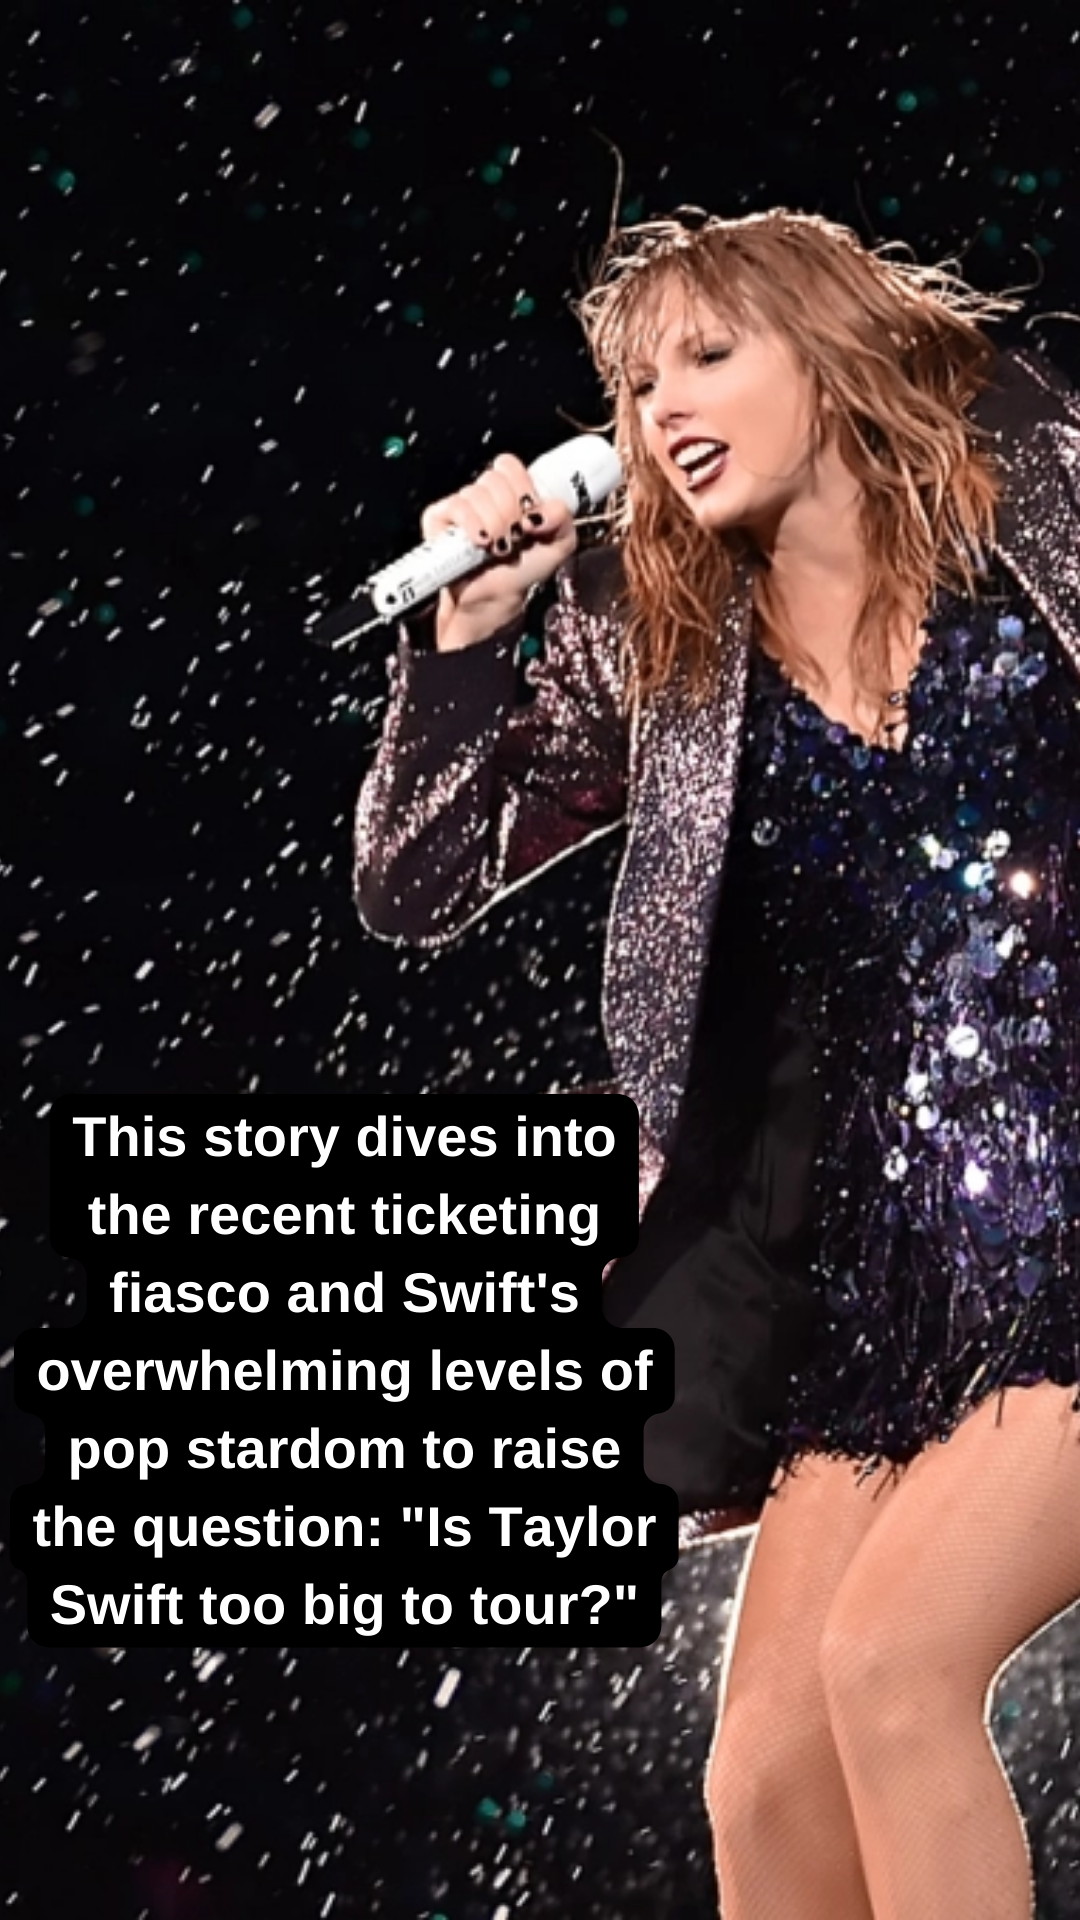 This story dives into
the recent ticketing
fiasco and Swift's
overwhelming levels of
pop stardom to raise
the question: "Is Taylor
Swift too big to tour?"